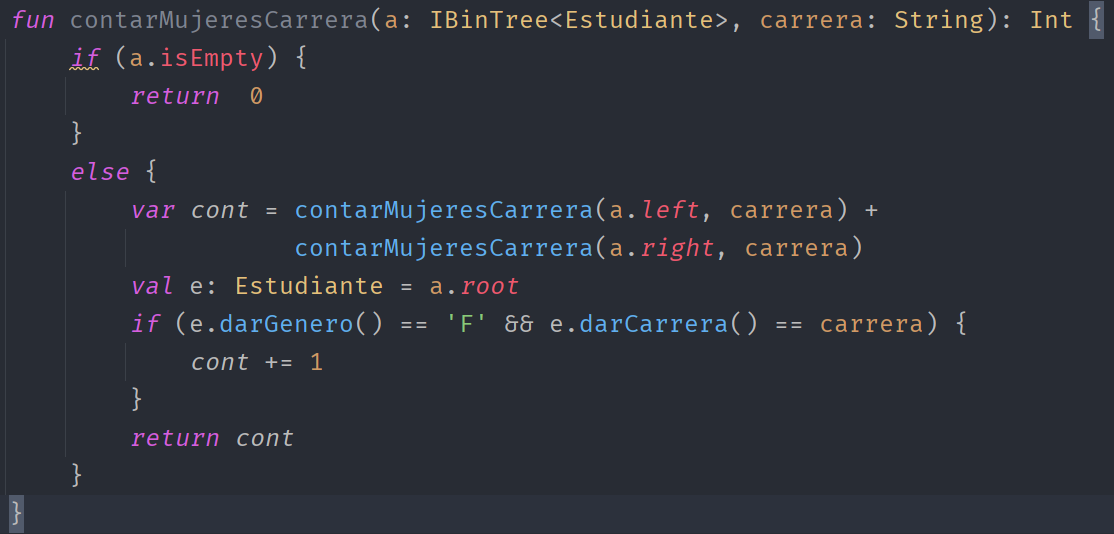 fun contarMujeresCarrera(a: IBinTree<Estudiante>, carrera: String): Int {
    if (a.isEmpty) {
        return  0
    }
    else {
        var cont = contarMujeresCarrera(a.left, carrera) +
                   contarMujeresCarrera(a.right, carrera)
        val e: Estudiante = a.root
        if (e.darGenero() == 'F' && e.darCarrera() == carrera) {
            cont += 1
        }
        return cont
    }
}